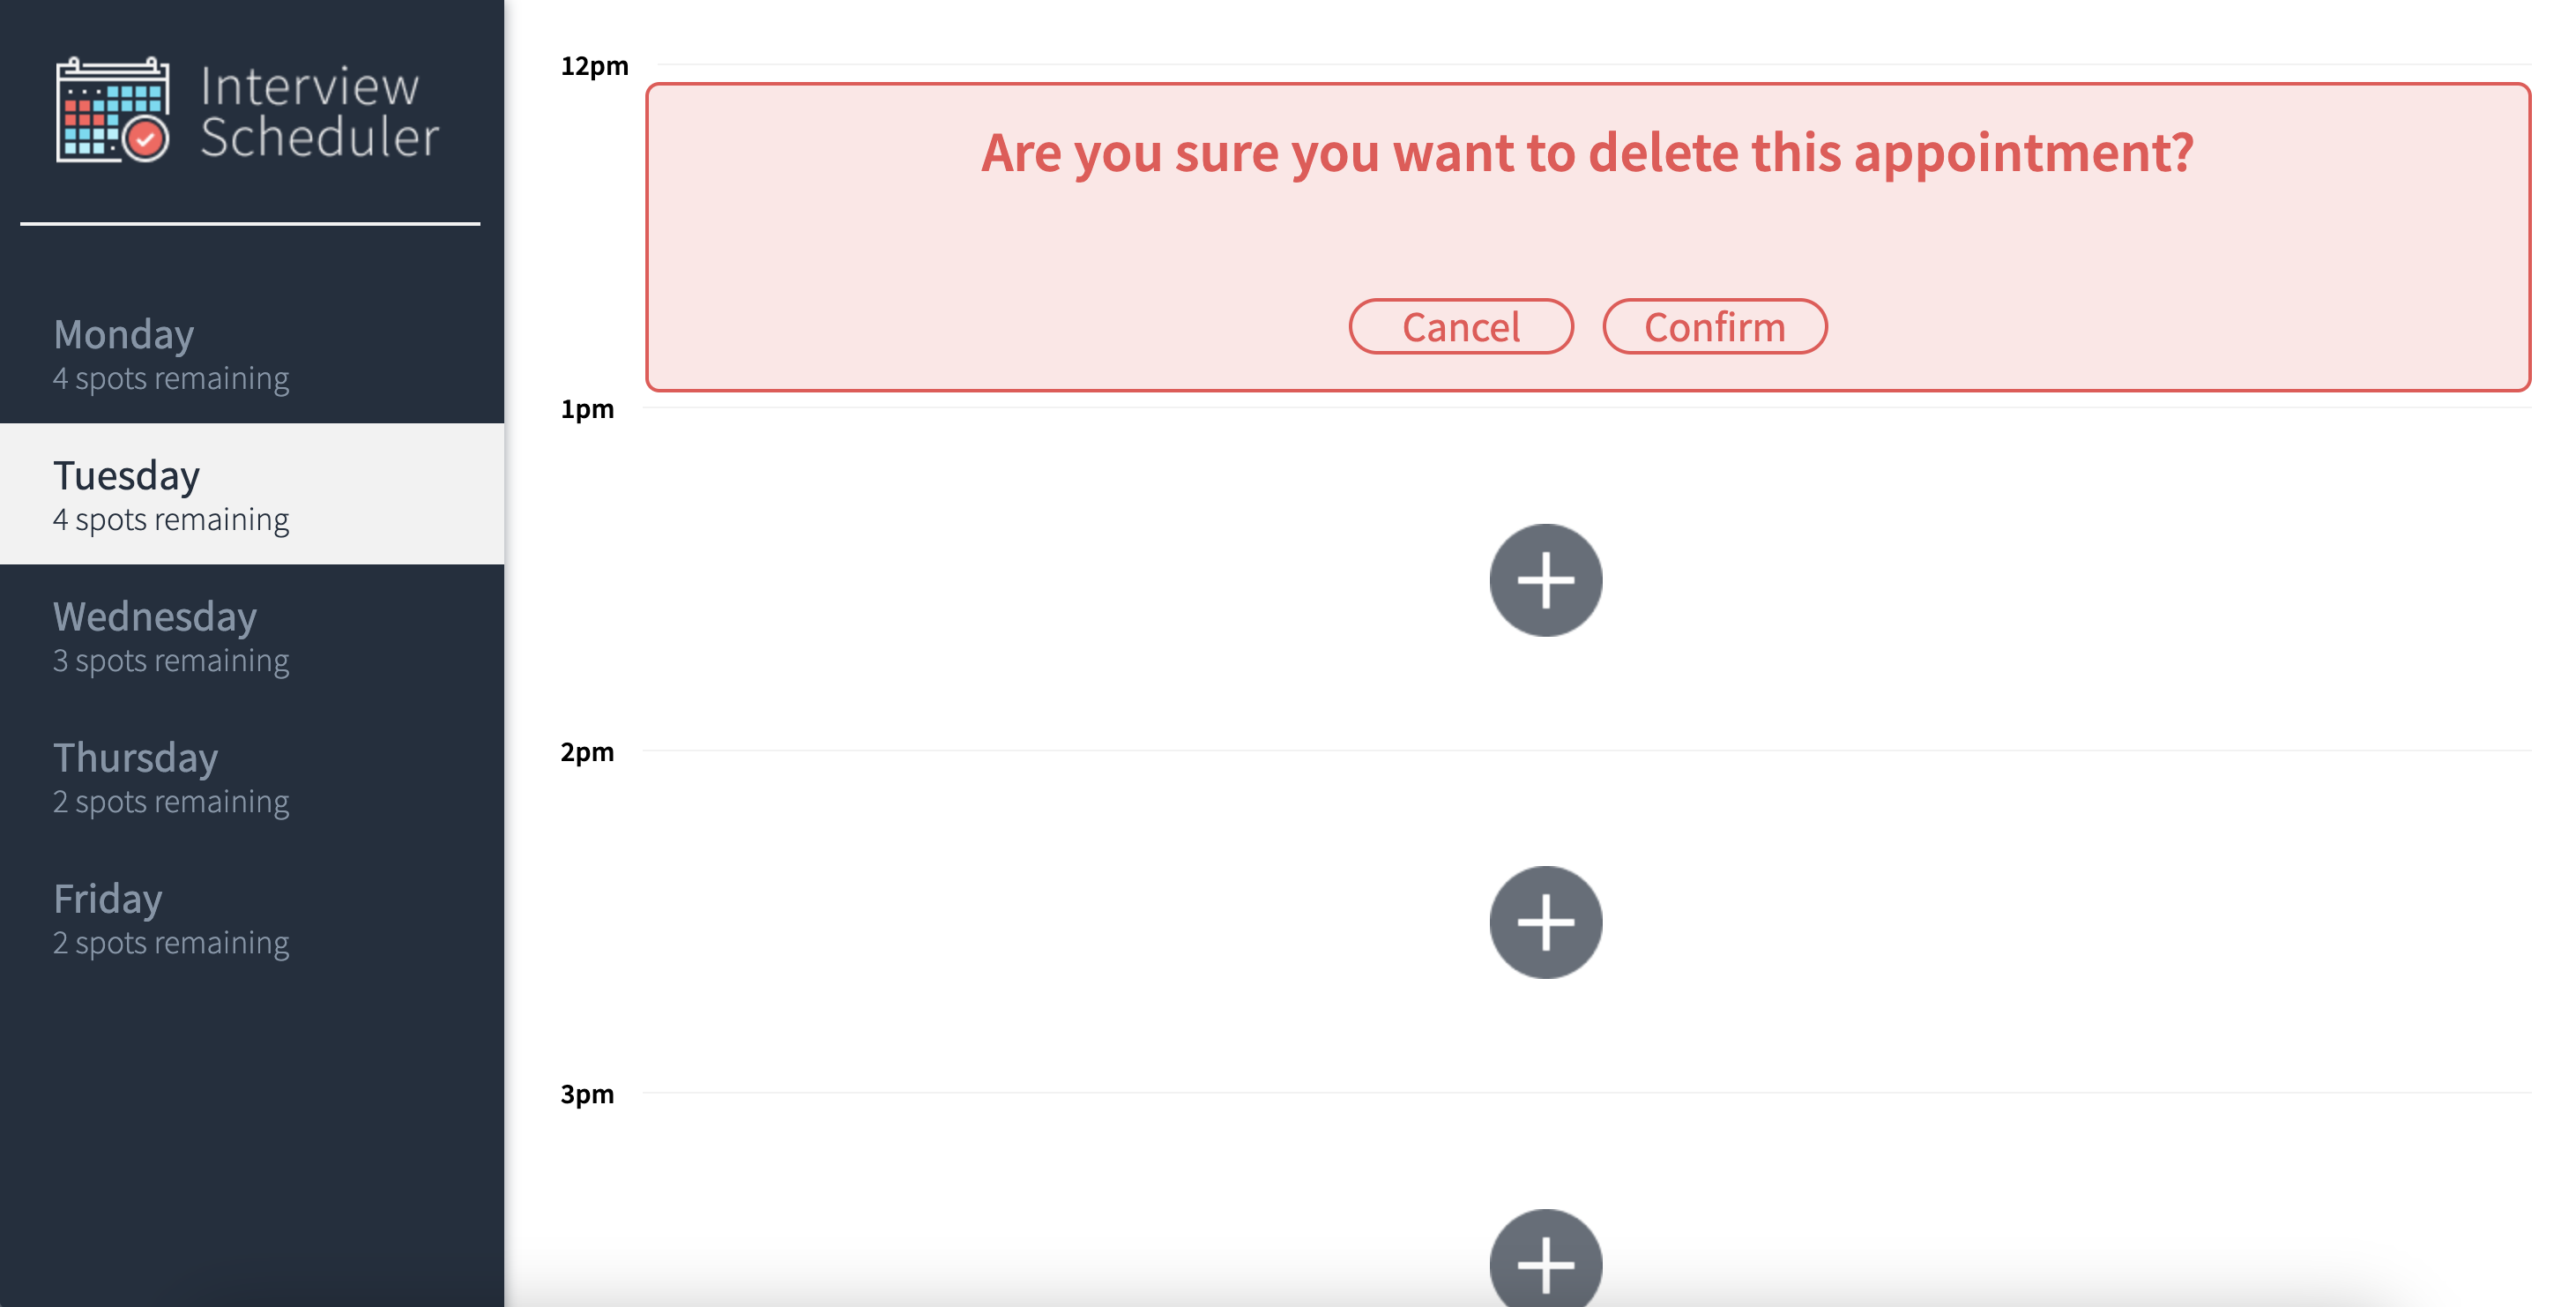 Interview
Scheduler
Monday
4 spots remaining
Tuesday
4 spots remaining
Wednesday
3 spots remaining
Thursday
2 spots remaining
Friday
2 spots remaining
12pm
Are you sure you want to delete this appointment?
Cancel Confirm
1pm
2pm
3pm